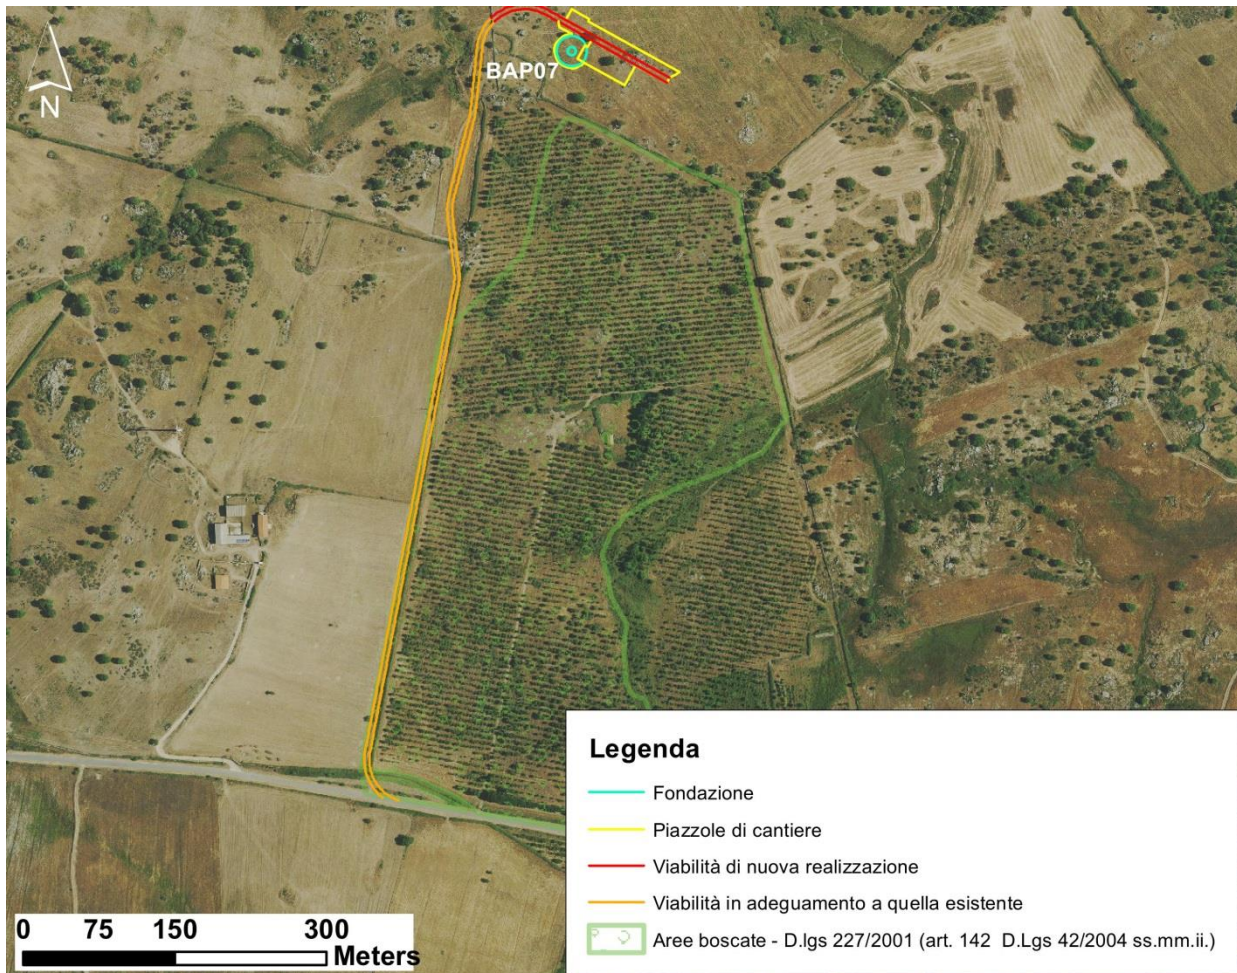 N
BAP07
Legenda
Fondazione
Piazzole di cantiere
Viabilità di nuova realizzazione
Viabilità in adeguamento a quella esistente
Aree boscate - D.lgs 227/2001 (art. 142 D.Lgs 42/2004 ss.mm.ii.)
0 75 150 300
Meters